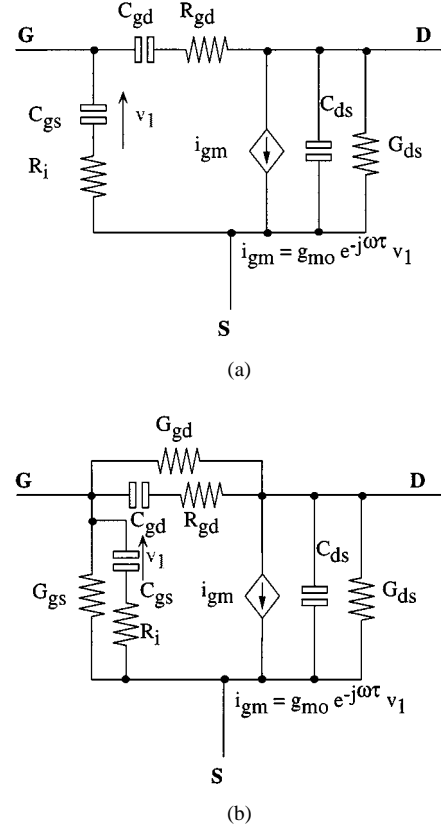 C_gd R_gd
G D
C_gs v_1 C_ds
R_i i_gm G_ds
i_gm = g_mo e^-jωτ v_1
S
(a)
G_gd
G D
C_gd R_gd
v_1 C_ds
G_gs C_gs i_gm G_ds
R_i
i_gm = g_mo e^-jωτ v_1
S
(b)